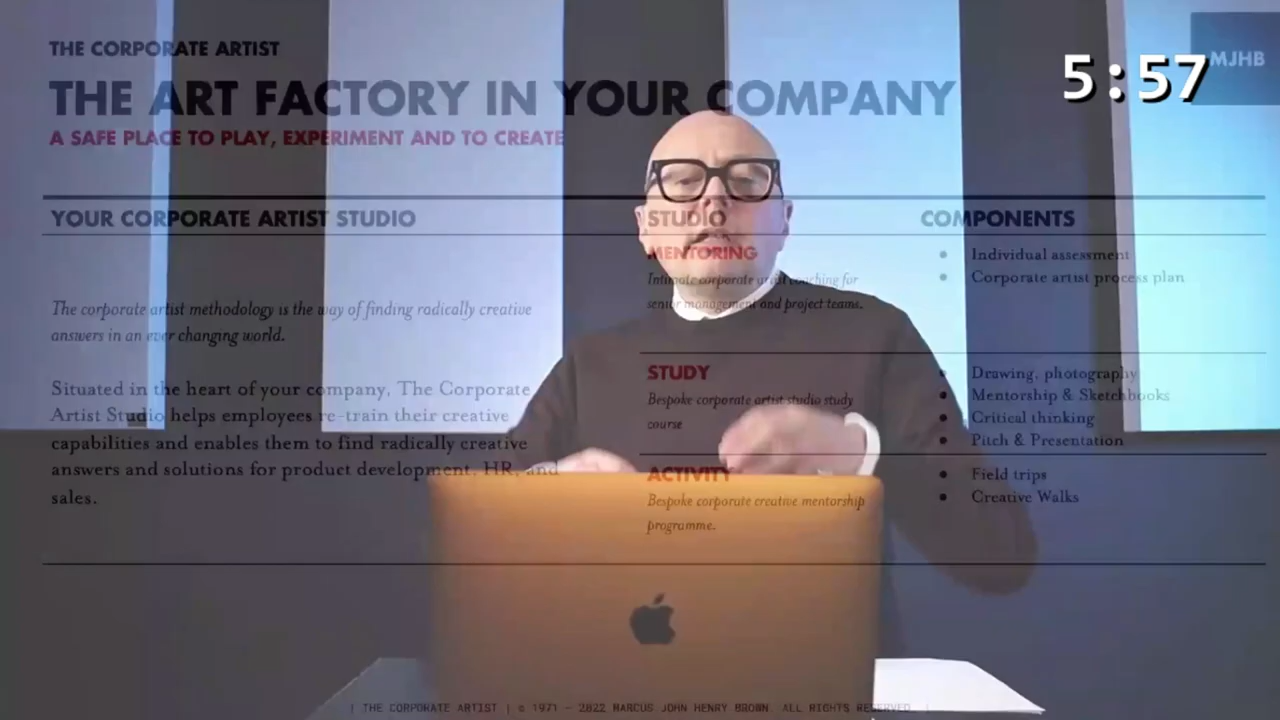 THE CORPORATE ARTIST
THE ART FACTORY IN YOUR COMPANY
A SAFE PLACE TO PLAY, EXPERIMENT AND TO CREATE
5:57
MJHB
YOUR CORPORATE ARTIST STUDIO
The corporate artist methodology is the way of finding radically creative
answers in an ever changing world.
Situated in the heart of your company, The Corporate
Artist Studio helps employees re-train their creative
capabilities and enables them to find radically creative
answers and solutions for product development, HR, and
sales.
STUDIO
MENTORING
Intimate corporate artist coaching for
senior management and project teams.
STUDY
Bespoke corporate artist studio study
course
ACTIVITY
Bespoke corporate creative mentorship
programme.
COMPONENTS
• Individual assessment
• Corporate artist process plan
• Drawing, photography
• Mentorship & Sketchbooks
• Critical thinking
• Pitch & Presentation
• Field trips
• Creative Walks
| THE CORPORATE ARTIST | © 1971 - 2022 MARCUS JOHN HENRY BROWN. ALL RIGHTS RESERVED. |